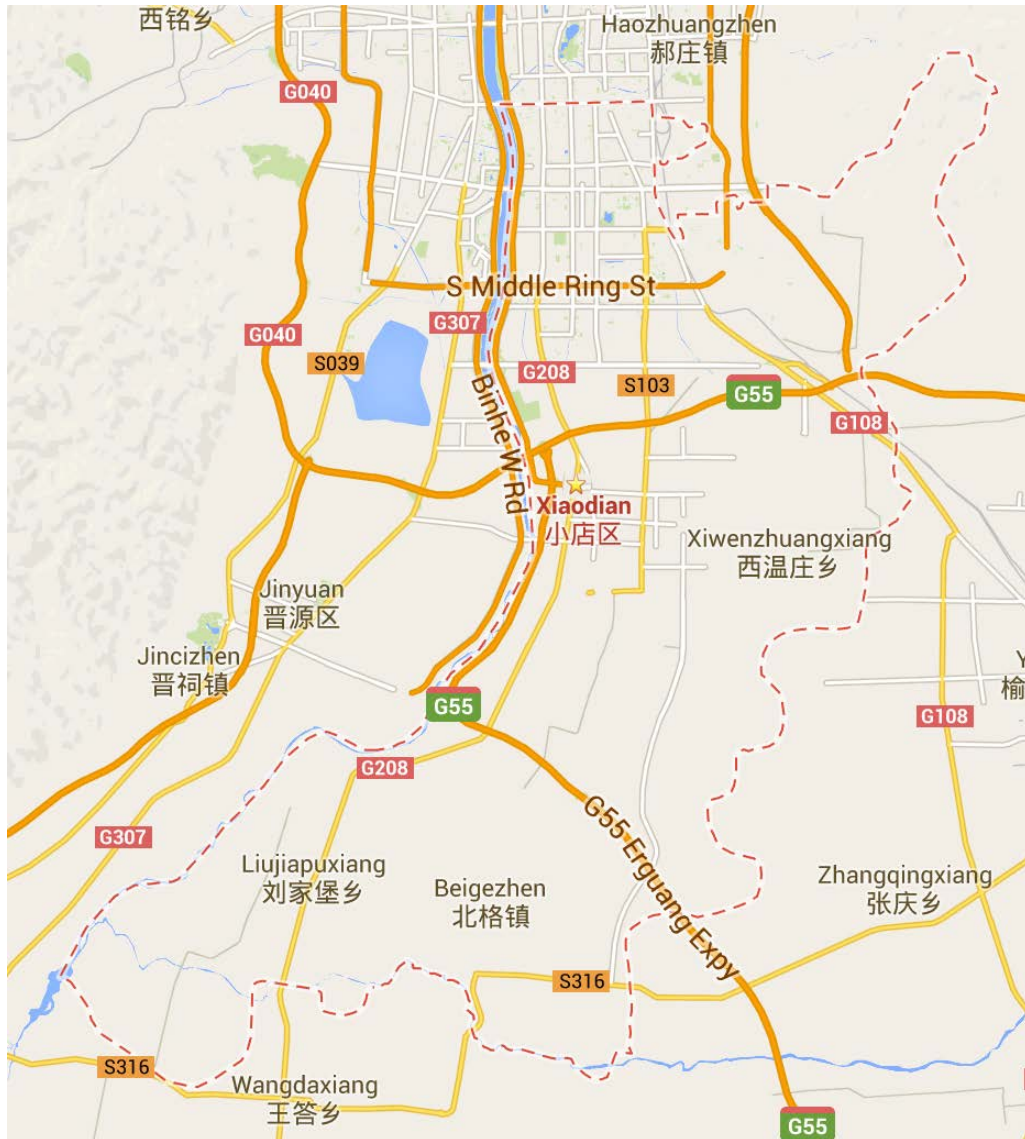 西铭乡
Haozhuangzhen
郝庄镇
G040
S Middle Ring St
G307
G040
S039
G208
S103
G55
G108
Binhe W Rd
Xiaodian
小店区
Xiwenzhuangxiang
西温庄乡
Jinyuan
晋源区
Jincizhen
晋祠镇
Y
榆
G55
G108
G208
G307
G55 Erguang Expy
Liujiapuxiang
刘家堡乡
Beigezhen
北格镇
Zhangqingxiang
张庆乡
S316
S316
Wangdaxiang
王答乡
G55